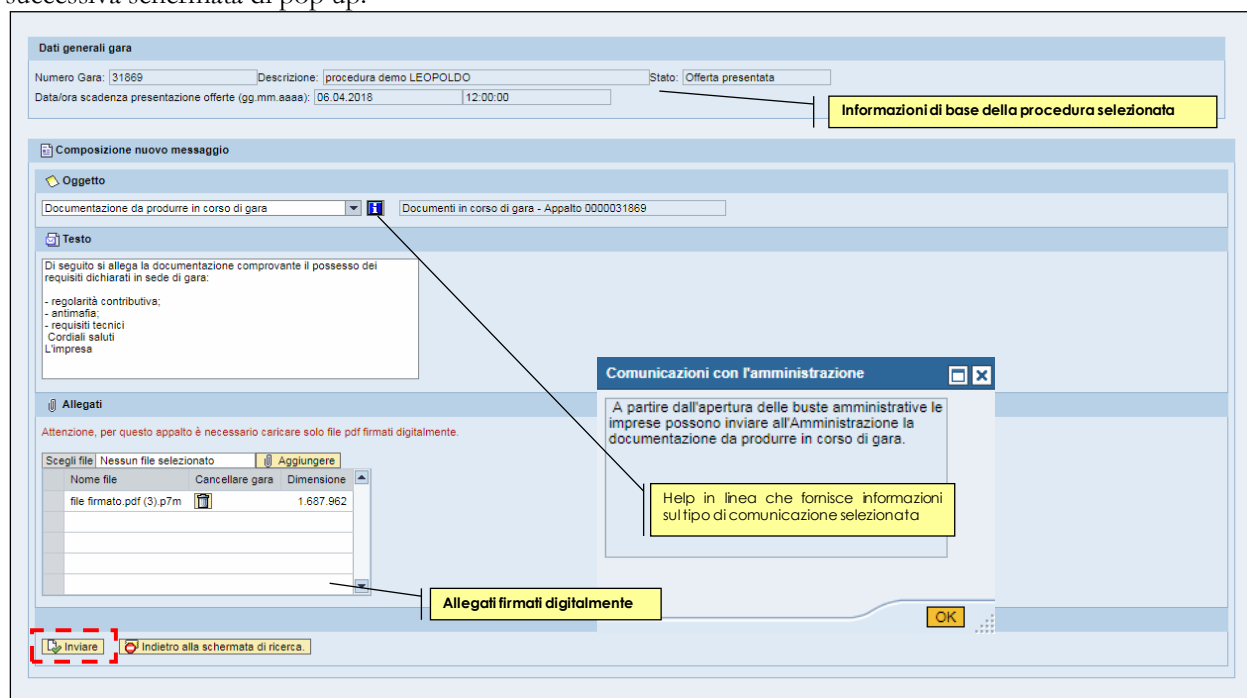 successiva schermata di pop up.
Dati generali gara
Numero Gara: 31869 Descrizione: procedura demo LEOPOLDO Stato: Offerta presentata
Data/ora scadenza presentazione offerte (gg.mm.aaaa): 06.04.2018 12:00:00
Informazioni di base della procedura selezionata
Composizione nuovo messaggio
Oggetto
Documentazione da produrre in corso di gara Documenti in corso di gara - Appalto 0000031869
Testo
Di seguito si allega la documentazione comprovante il possesso dei
requisiti dichiarati in sede di gara:
- regolarità contributiva;
- antimafia;
- requisiti tecnici
Cordiali saluti
L'impresa
Comunicazioni con l'amministrazione
A partire dall'apertura delle buste amministrative le
imprese possono inviare all'Amministrazione la
documentazione da produrre in corso di gara.
Help in linea che fornisce informazioni
sul tipo di comunicazione selezionata
OK
Allegati
Attenzione, per questo appalto è necessario caricare solo file pdf firmati digitalmente.
Scegli file Nessun file selezionato Aggiungere
Nome file Cancellare gara Dimensione
file firmato.pdf (3).p7m 1.687.962
Allegati firmati digitalmente
Inviare Indietro alla schermata di ricerca.